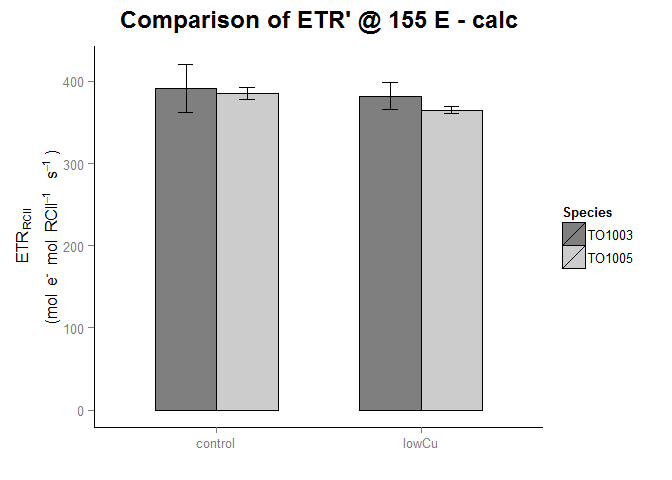 Comparison of ETR' @ 155 E - calc
ETR_RCII
(mol e⁻ mol RCII⁻¹ s⁻¹ )
400
300
200
100
0
control
lowCu
Species
TO1003
TO1005